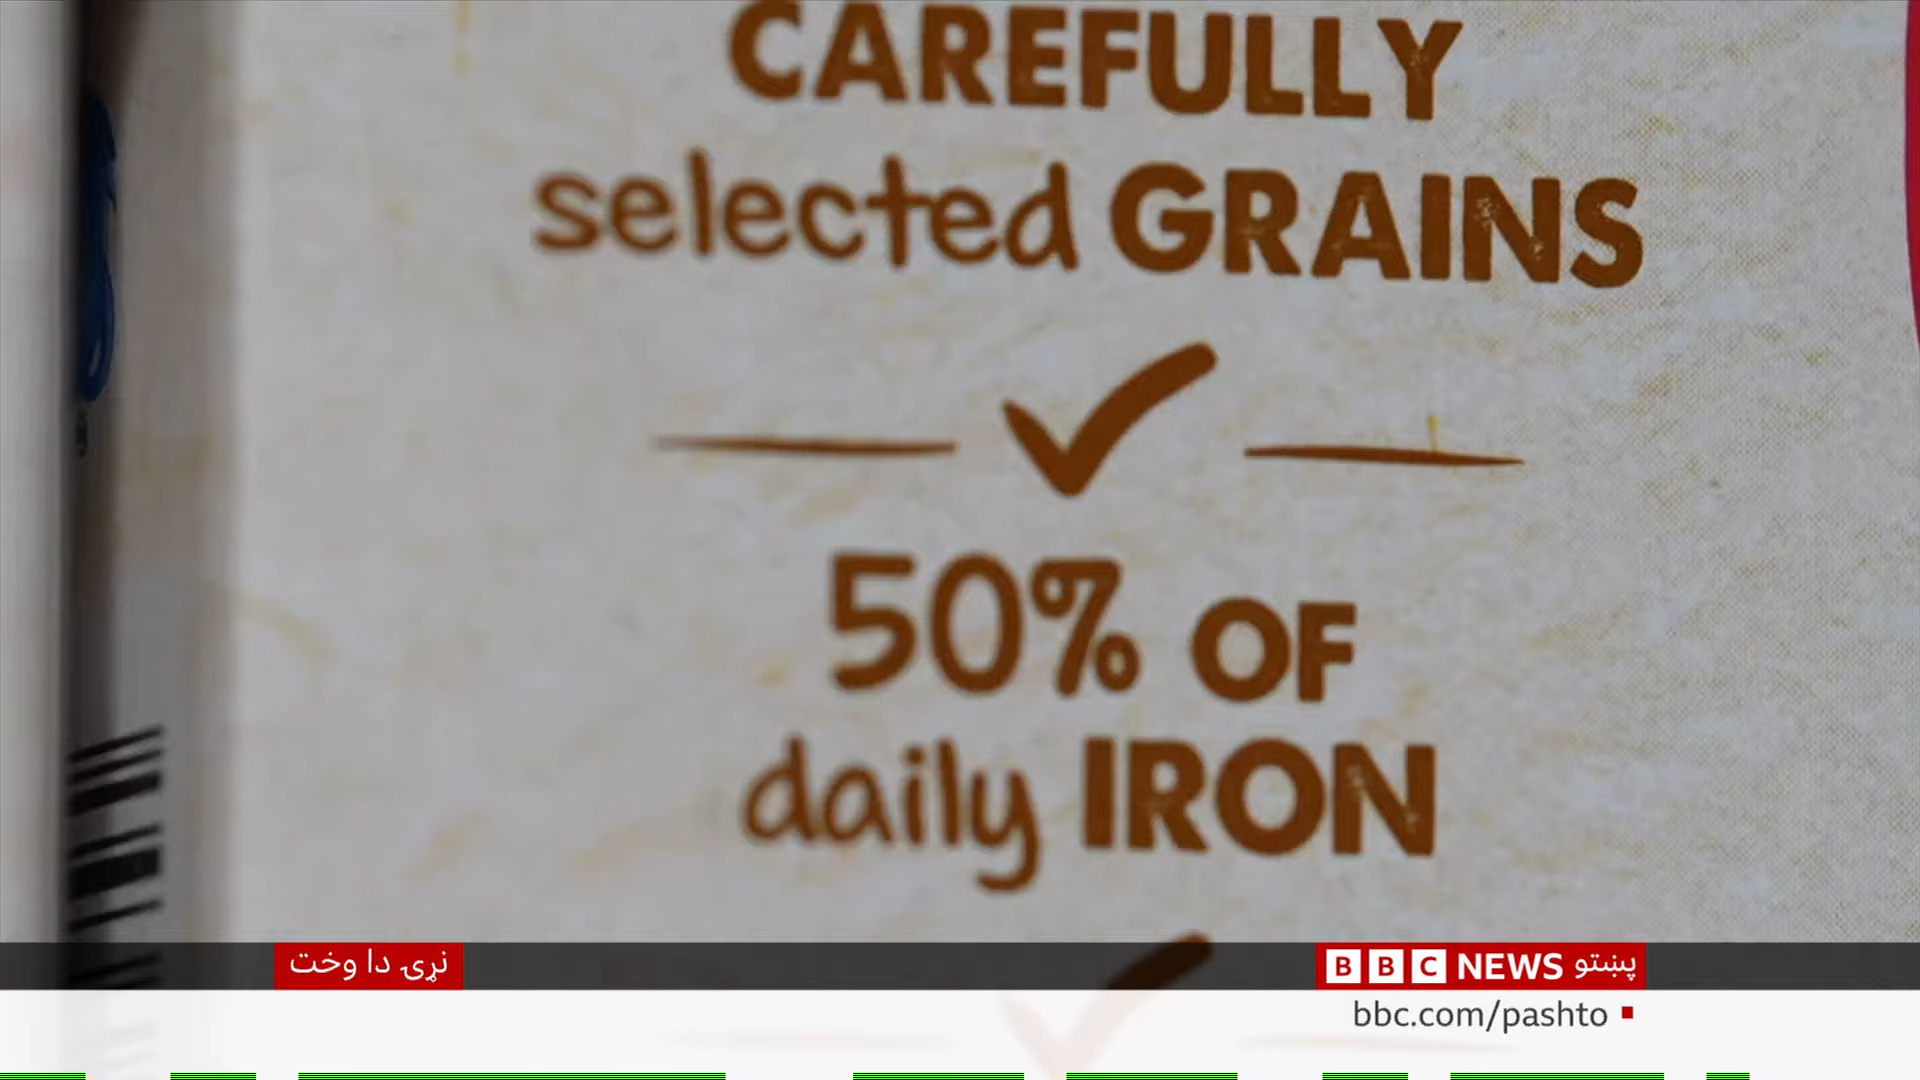 CAREFULLY
selected GRAINS
50% OF
daily IRON
نړۍ دا وخت
BBC NEWS پښتو
bbc.com/pashto